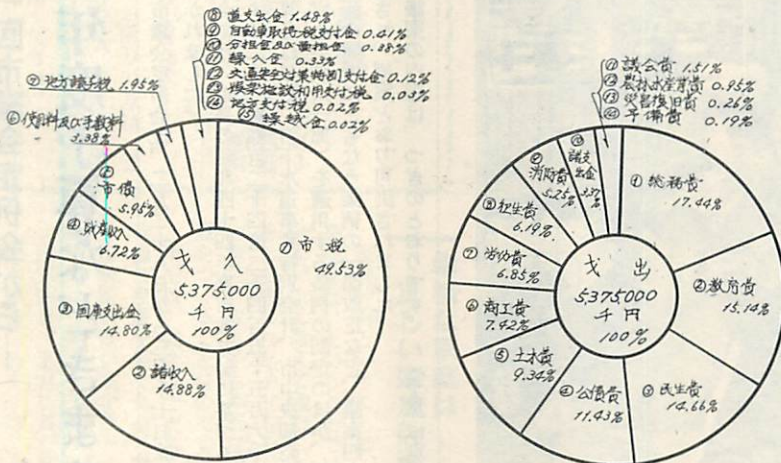 ⑧ 道支出金 1.48%
⑨ 自動車取得税交付金 0.41%
⑩ 分担金及び負担金 0.38%
⑪ 繰入金 0.33%
⑫ 交通安全対策特別交付金 0.12%
⑬ 娯楽施設利用交付税 0.03%
⑭ 地方交付税 0.02%
⑮ 繰越金 0.02%
⑦ 地方譲与税 1.95%
⑥ 使用料及び手数料
3.38%
⑤
市債
5.95%
④ 財産収入
6.72%
③ 国庫支出金
14.80%
② 諸収入
14.88%
① 市税
49.53%
才入
5,375,000
千円
100%
⑪ 議会費 1.51%
⑫ 農林水産業費 0.95%
⑬ 災害復旧費 0.26%
⑭ 予備費 0.19%
① 総務費
17.44%
② 教育費
15.14%
③ 民生費
14.66%
④ 公債費
11.43%
⑤ 土木費
9.34%
⑥ 商工費
7.42%
⑦ 労働費
6.85%
⑧ 衛生費
6.19%
⑨
消防費
5.25%
⑩
諸支
出金
3.37%
才出
5,375,000
千円
100%